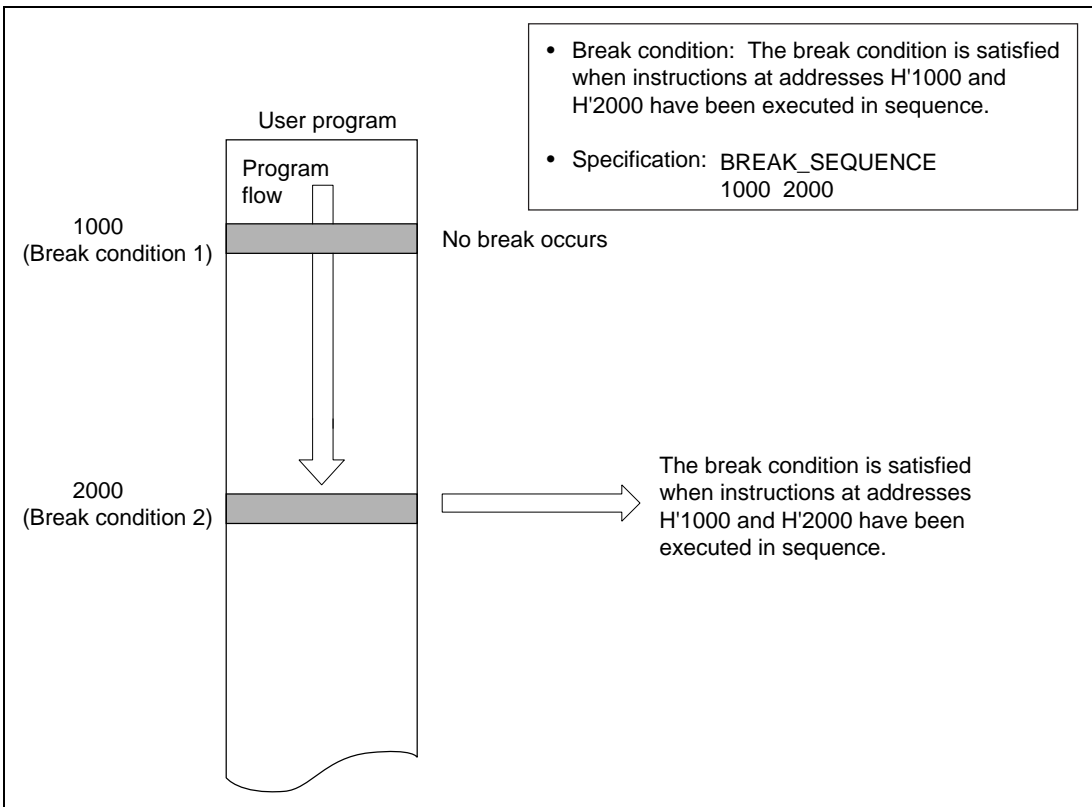 • Break condition: The break condition is satisfied
when instructions at addresses H'1000 and
H'2000 have been executed in sequence.
• Specification: BREAK_SEQUENCE
1000 2000
User program
Program
flow
1000
(Break condition 1)
No break occurs
2000
(Break condition 2)
The break condition is satisfied
when instructions at addresses
H'1000 and H'2000 have been
executed in sequence.